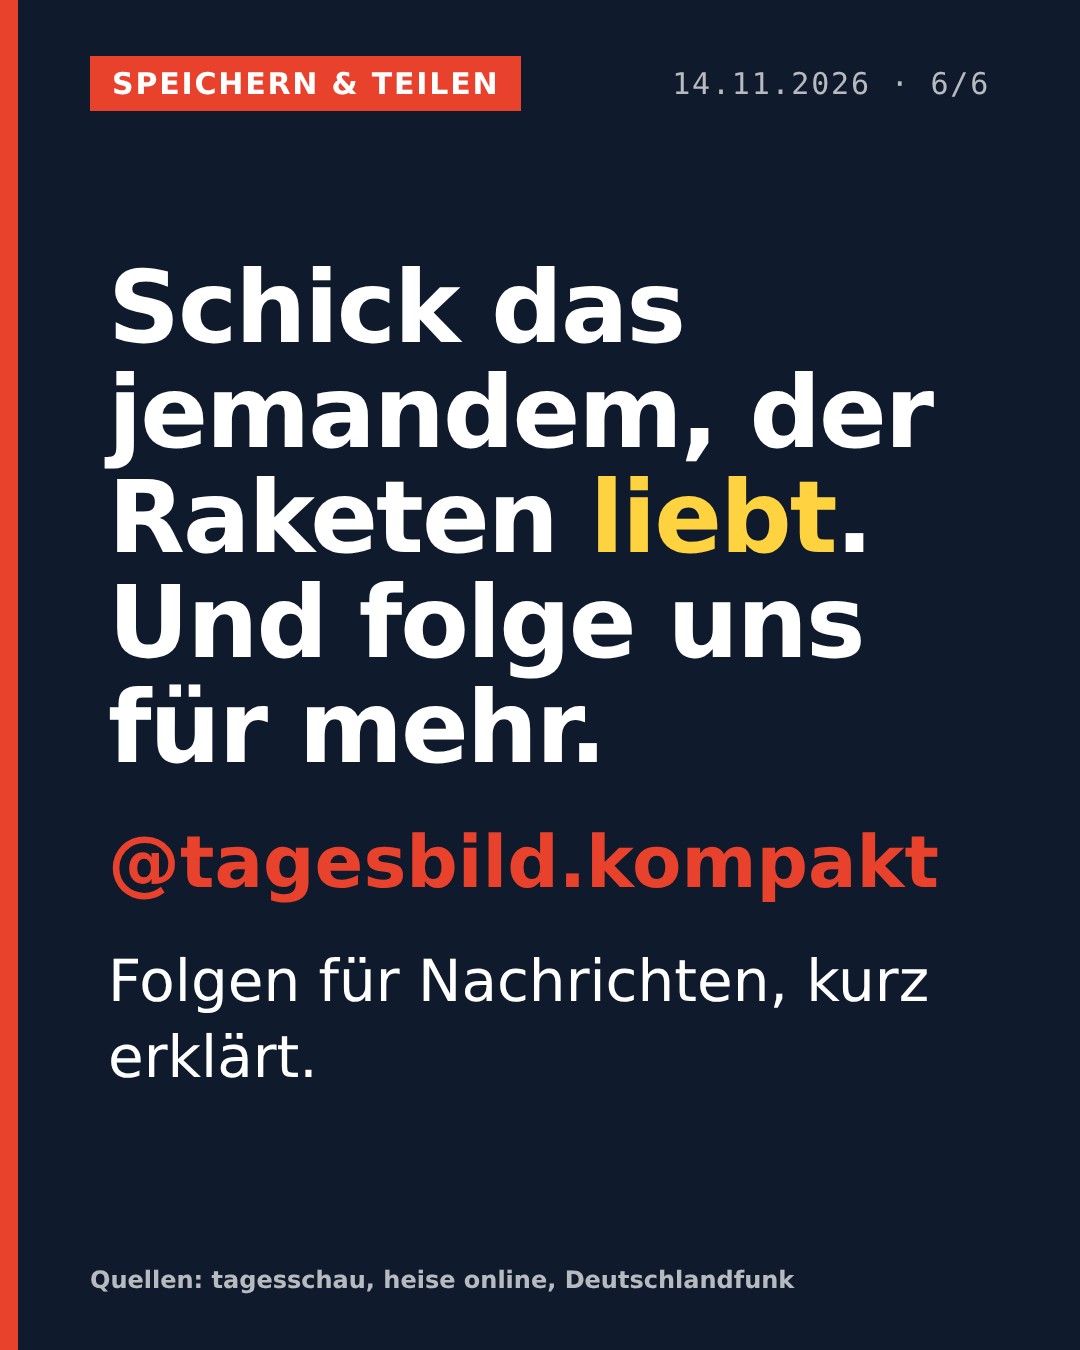 SPEICHERN & TEILEN
14.11.2026 · 6/6
Schick das
jemandem, der
Raketen liebt.
Und folge uns
für mehr.
@tagesbild.kompakt
Folgen für Nachrichten, kurz
erklärt.
Quellen: tagesschau, heise online, Deutschlandfunk